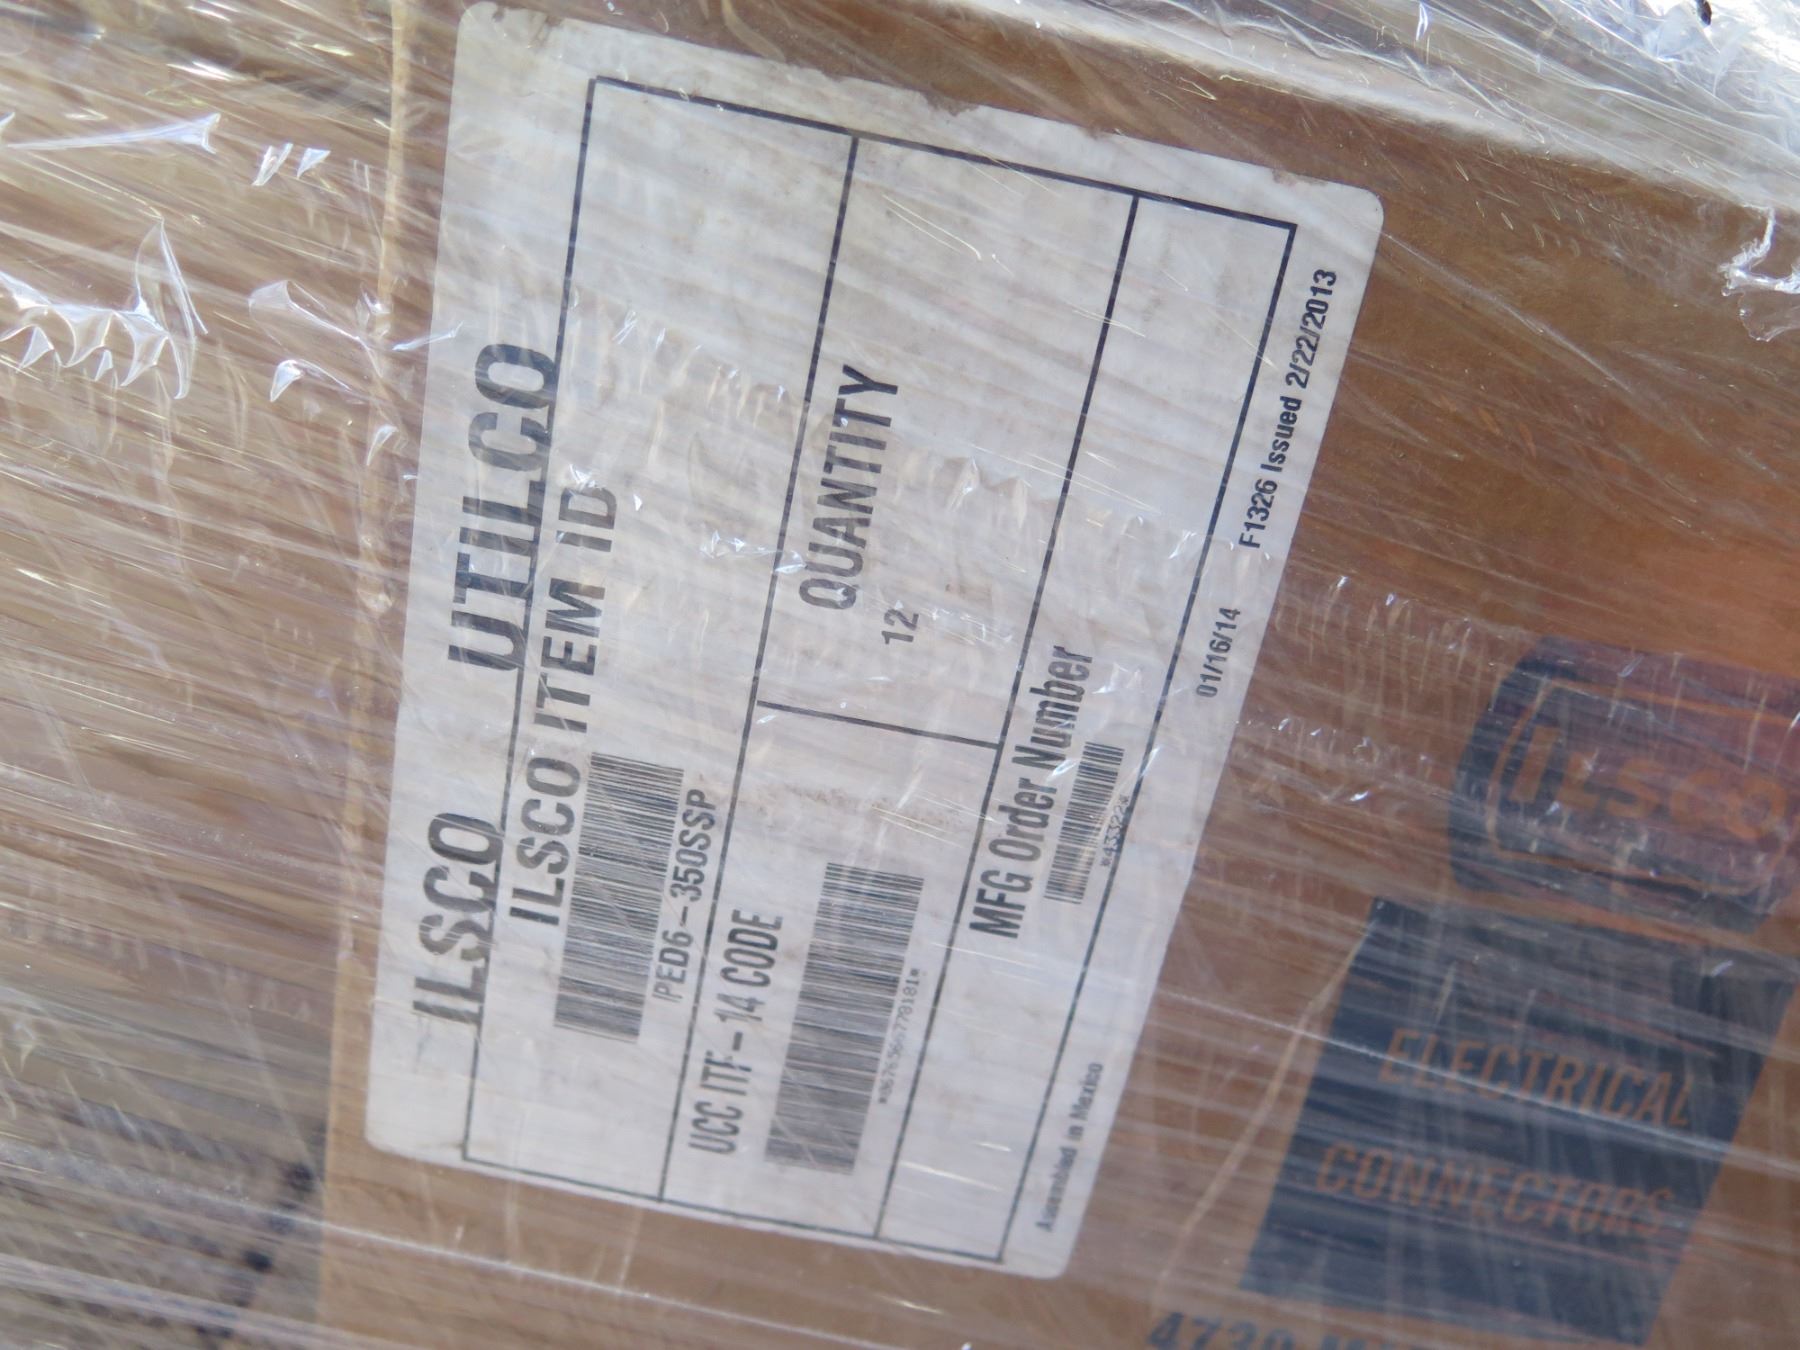 ILSCO UTILCO
ILSCO ITEM ID
PED6-350SSP
UCC ITF-14 CODE
QUANTITY
12
MFG Order Number
Assembled in Mexico
01/16/14
F1326 Issued 2/22/2013
ILSCO
ELECTRICAL
CONNECTORS
4730